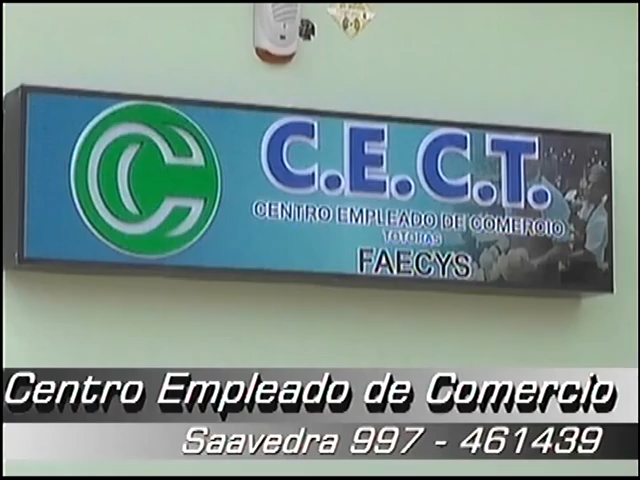 C.E.C.T.
CENTRO EMPLEADO DE COMERCIO
TOTORAS
FAECYS
Centro Empleado de Comercio
Saavedra 997 - 461439